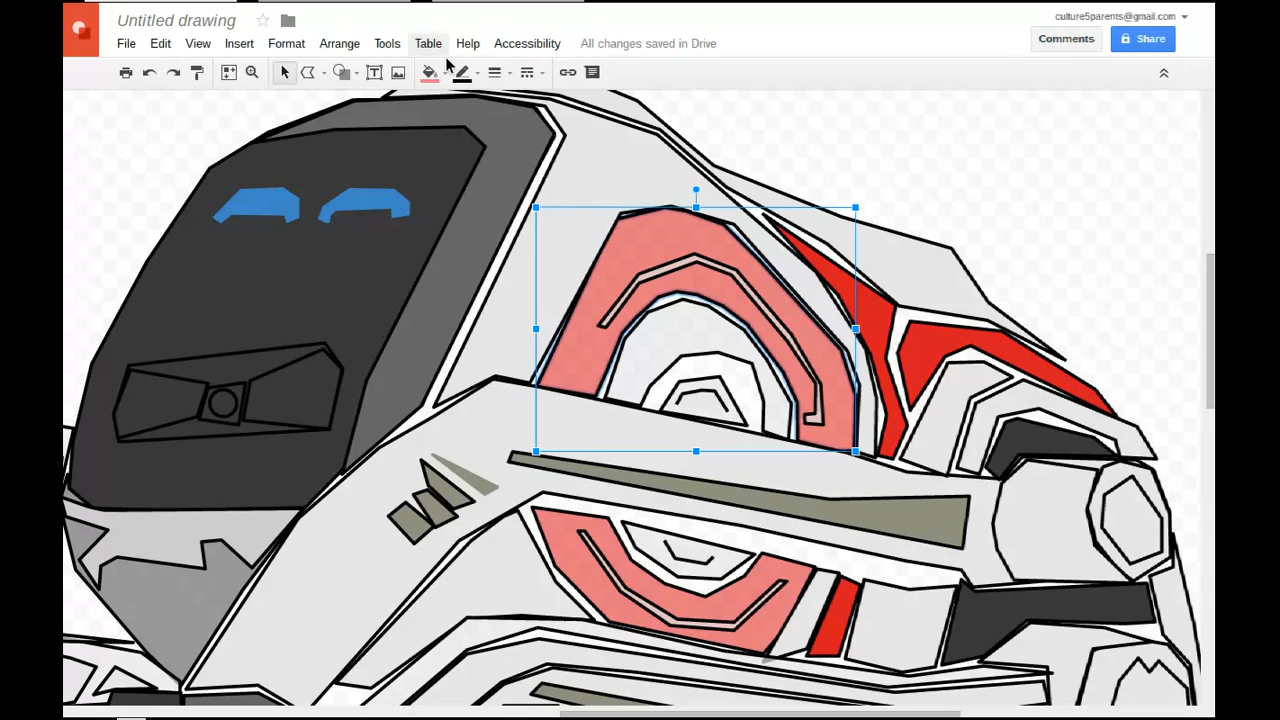 Untitled drawing
culture5parents@gmail.com
File Edit View Insert Format Arrange Tools Table Help Accessibility All changes saved in Drive
Comments Share